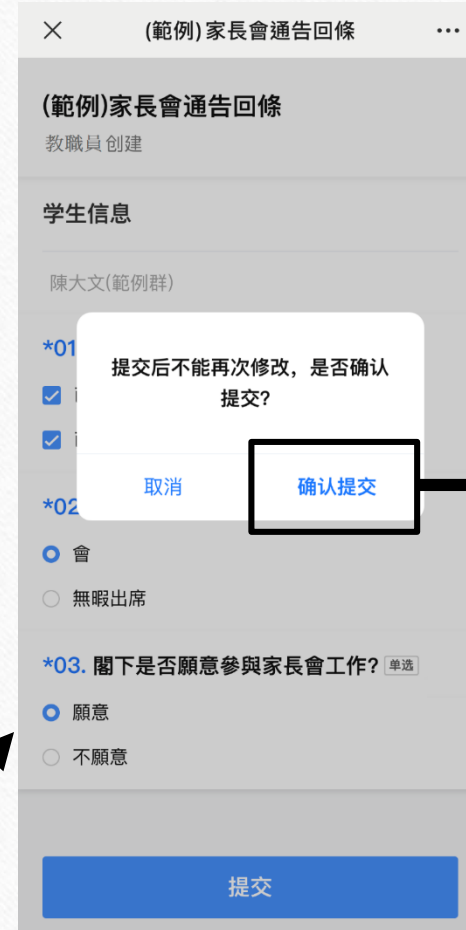 (範例)家長會通告回條
(範例)家長會通告回條
教職員创建
学生信息
陳大文(範例群)
*01
提交后不能再次修改，是否确认
提交?
取消
确认提交
*02
會
無暇出席
*03. 閣下是否願意參與家長會工作? 单选
願意
不願意
提交